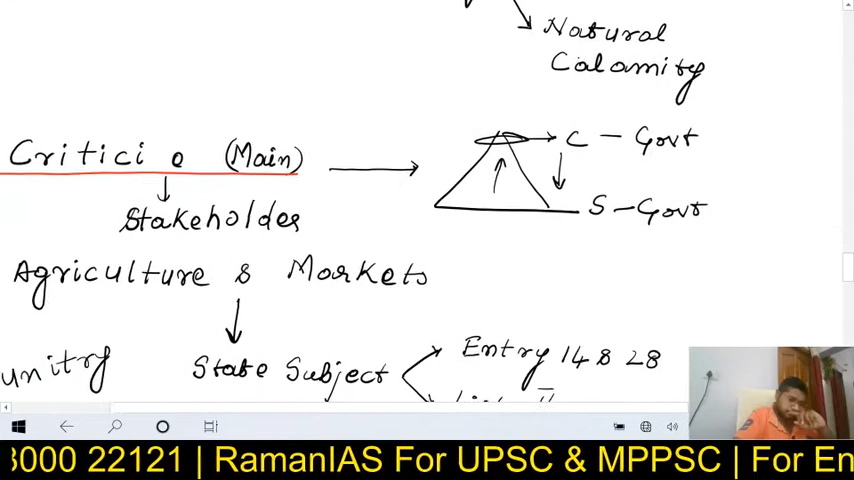 Natural
Calamity
Critici e (Main)
C - Govt
Stakeholder
S - Govt
Agriculture & Markets
State Subject
Entry 14 & 28
3000 22121 | RamanIAS For UPSC & MPPSC | For En